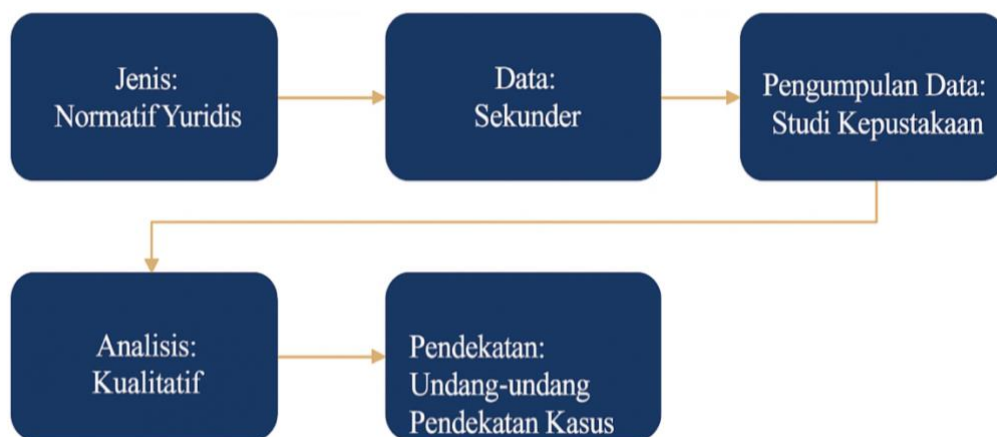 Jenis:
Normatif Yuridis
Data:
Sekunder
Pengumpulan Data:
Studi Kepustakaan
Analisis:
Kualitatif
Pendekatan:
Undang-undang
Pendekatan Kasus